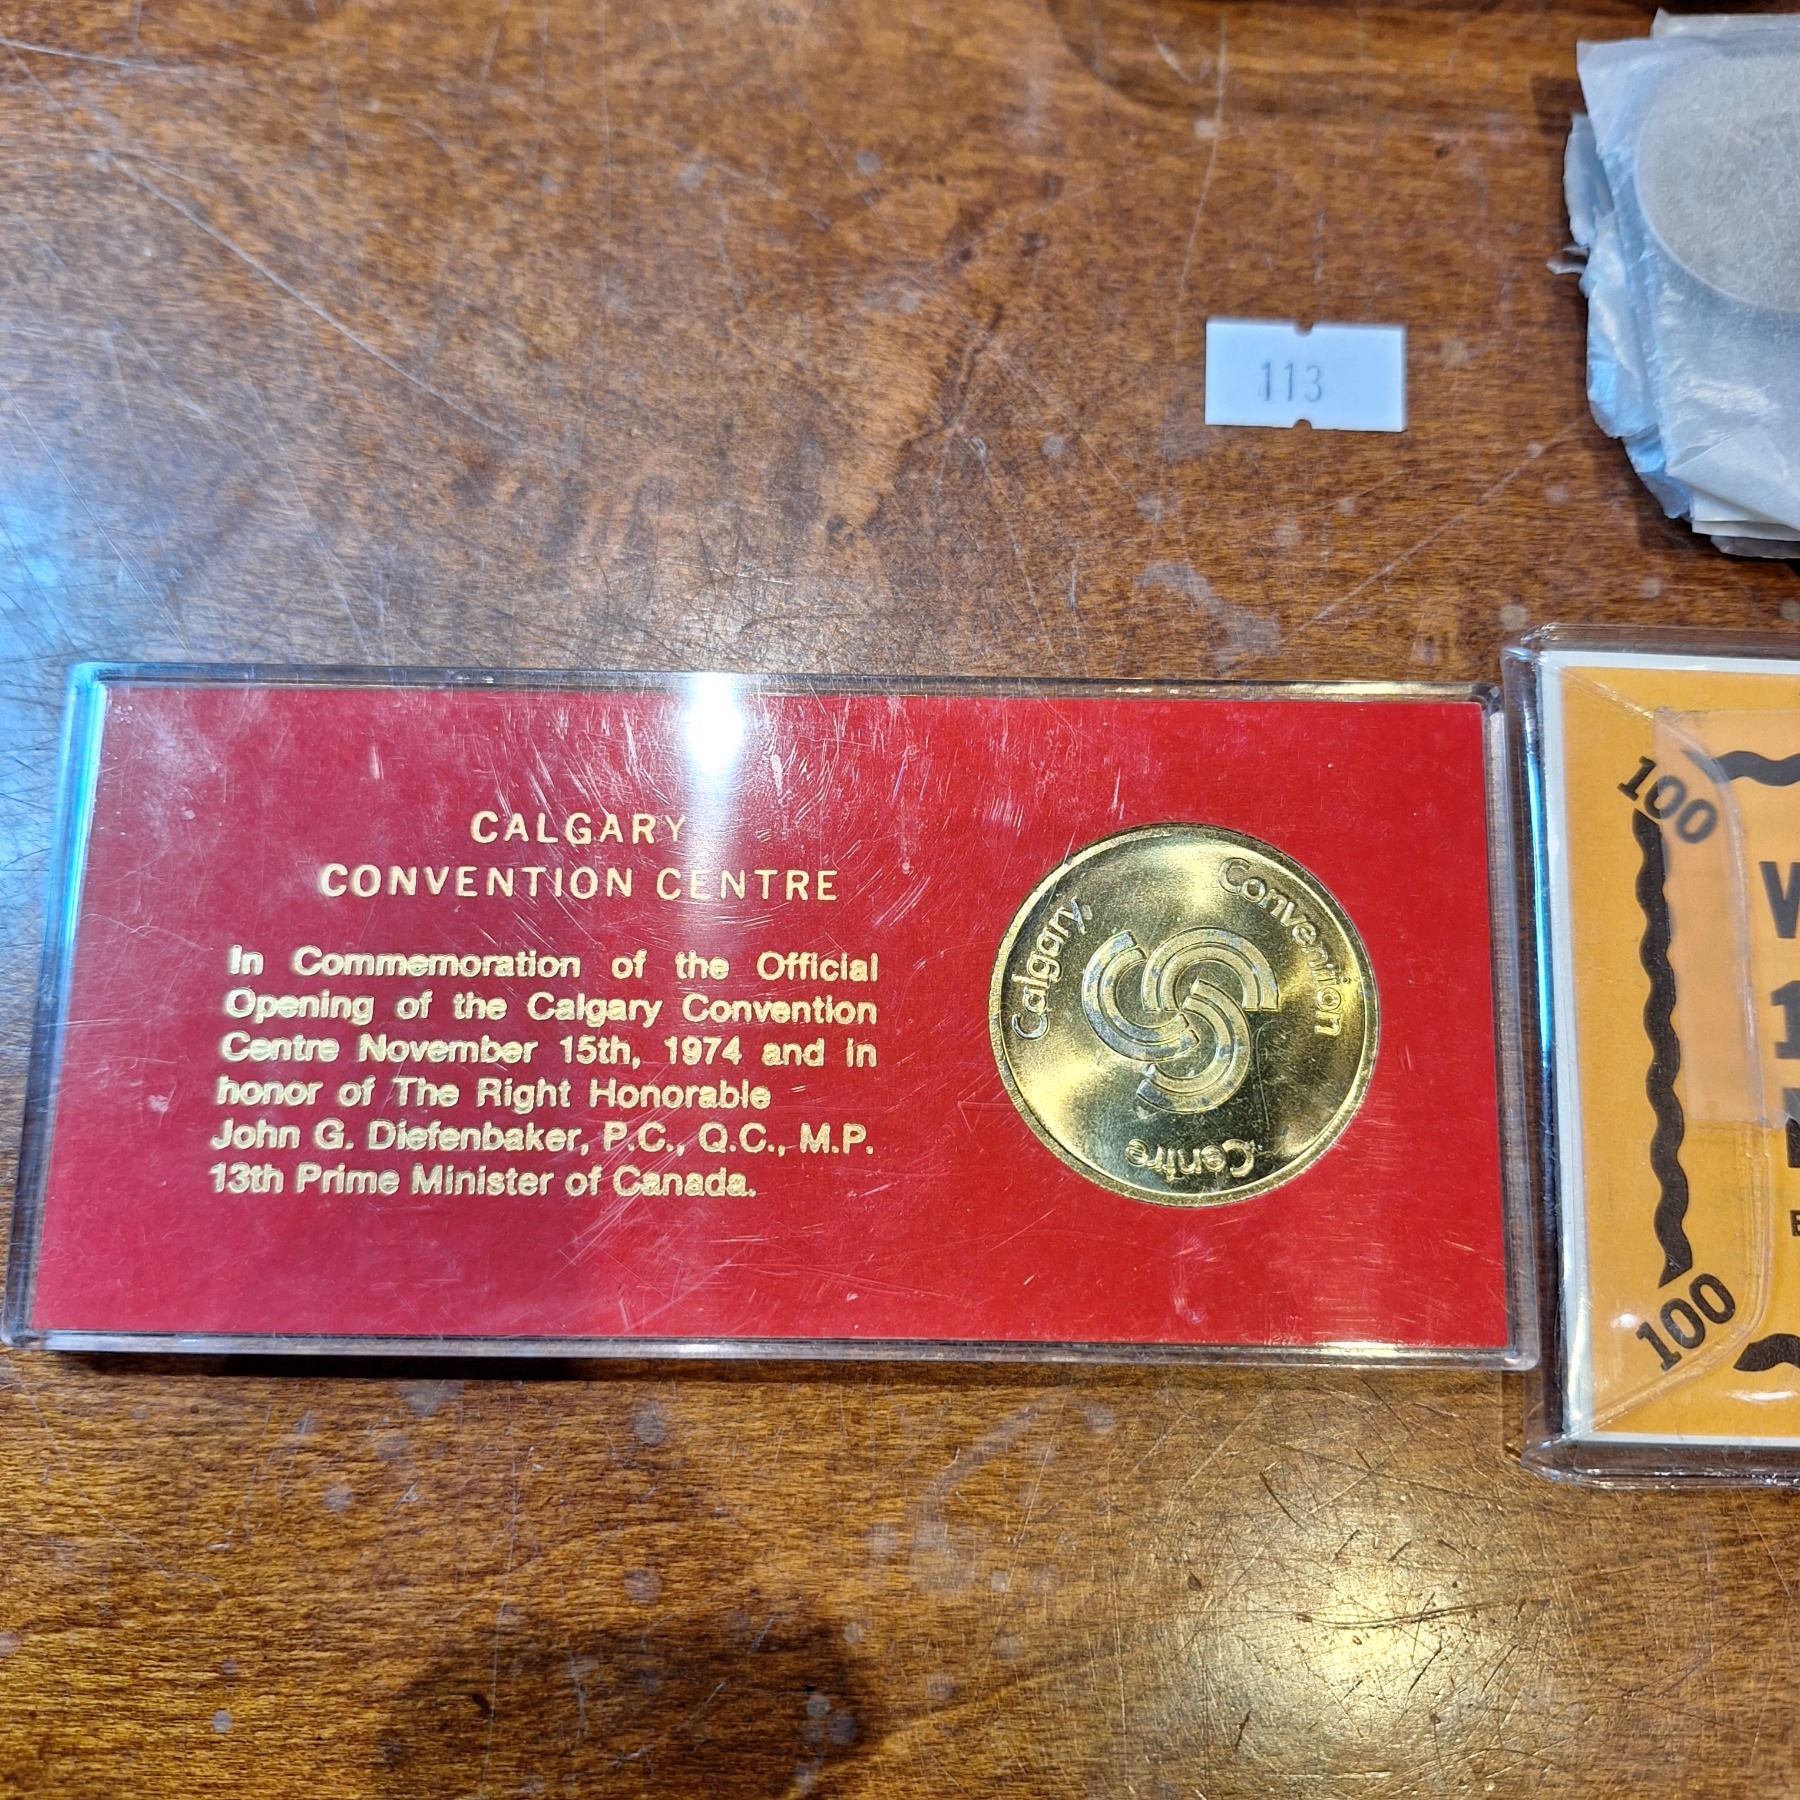 113
CALGARY
CONVENTION CENTRE
In Commemoration of the Official
Opening of the Calgary Convention
Centre November 15th, 1974 and in
honor of The Right Honorable
John G. Diefenbaker, P.C., Q.C., M.P.
13th Prime Minister of Canada.
Calgary
Convention
Centre
100
100